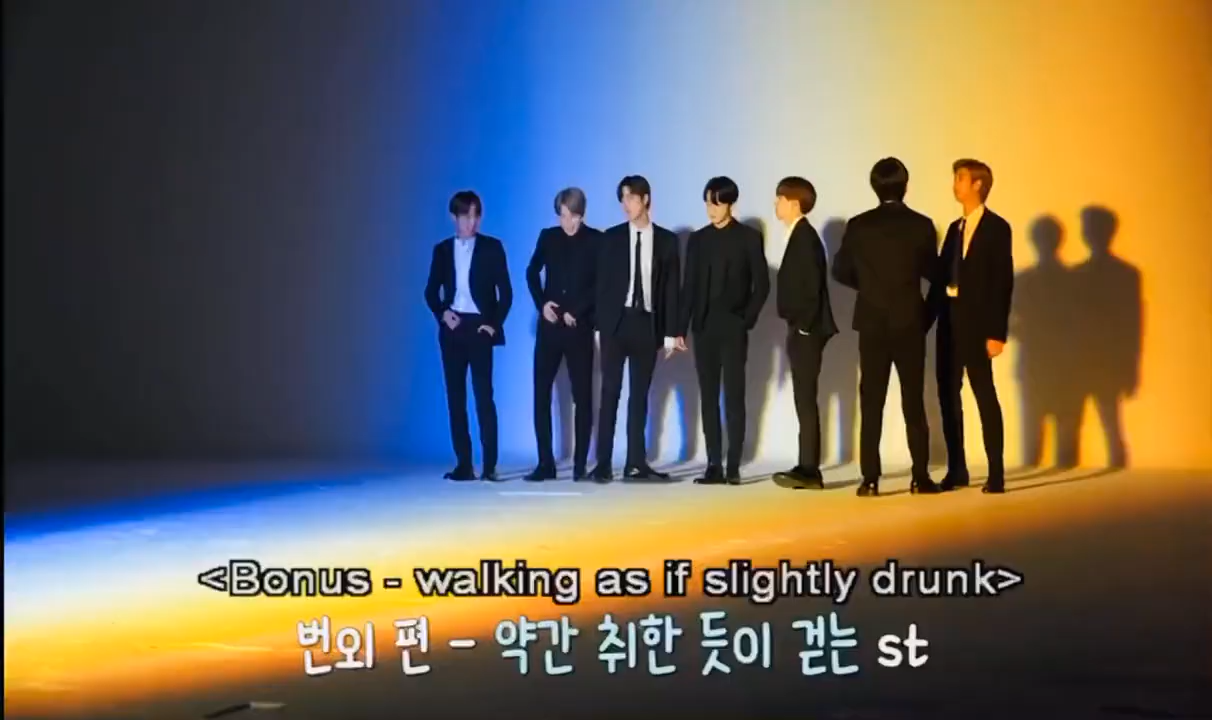 <Bonus - walking as if slightly drunk>
번외 편 - 약간 취한 듯이 걷는 st